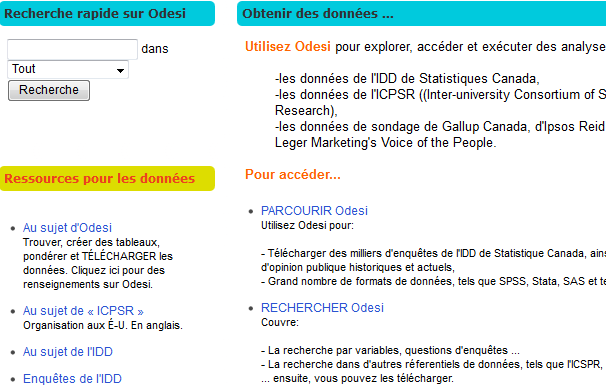 Recherche rapide sur Odesi
dans
Tout
Recherche
Ressources pour les données
Au sujet d'Odesi
Trouver, créer des tableaux,
pondérer et TÉLÉCHARGER les
données. Cliquez ici pour des
renseignements sur Odesi.
Au sujet de « ICPSR »
Organisation aux É-U. En anglais.
Au sujet de l'IDD
Enquêtes de l'IDD
Obtenir des données ...
Utilisez Odesi pour explorer, accéder et exécuter des analyse
-les données de l'IDD de Statistiques Canada,
-les données de l'ICPSR ((Inter-university Consortium of S
Research),
-les données de sondage de Gallup Canada, d'Ipsos Reid
Leger Marketing's Voice of the People.
Pour accéder...
PARCOURIR Odesi
Utilisez Odesi pour:
- Télécharger des milliers d'enquêtes de l'IDD de Statistique Canada, ains
d'opinion publique historiques et actuels,
- Grand nombre de formats de données, tels que SPSS, Stata, SAS et te
RECHERCHER Odesi
Couvre:
- La recherche par variables, questions d'enquêtes ...
- La recherche dans d'autres réferentiels de données, tels que l'ICSPR,
... ensuite, vous pouvez les télécharger.